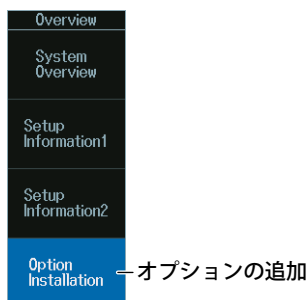 Overview
System
Overview
Setup
Information1
Setup
Information2
Option
Installation
オプションの追加